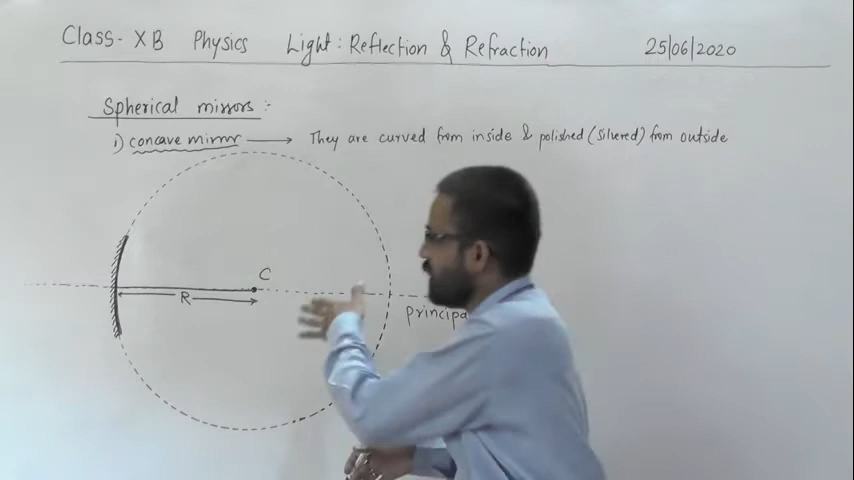 Class- XB Physics Light: Reflection & Refraction 25/06/2020
Spherical mirrors :-
i) concave mirror → They are curved from inside & polished (silvered) from outside
C
R